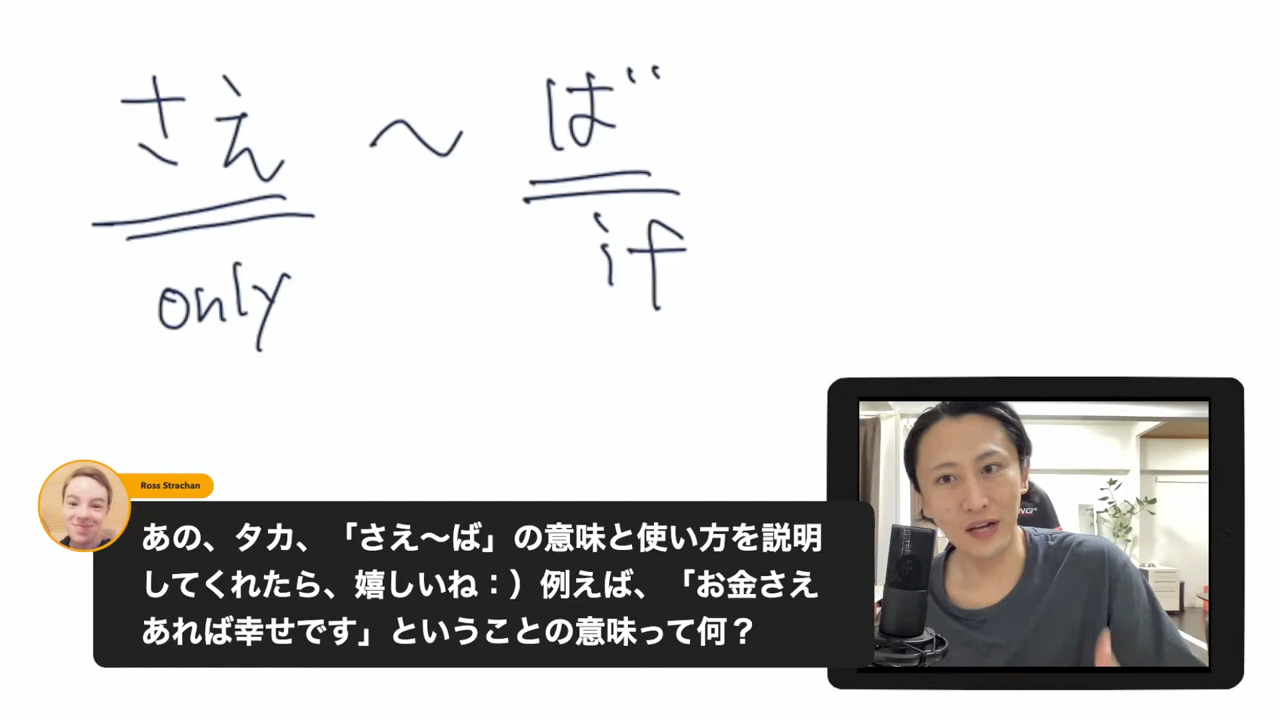 さえ ～ ば
only if
Ross Strachan
あの、タカ、「さえ〜ば」の意味と使い方を説明
してくれたら、嬉しいね：）例えば、「お金さえ
あれば幸せです」ということの意味って何？